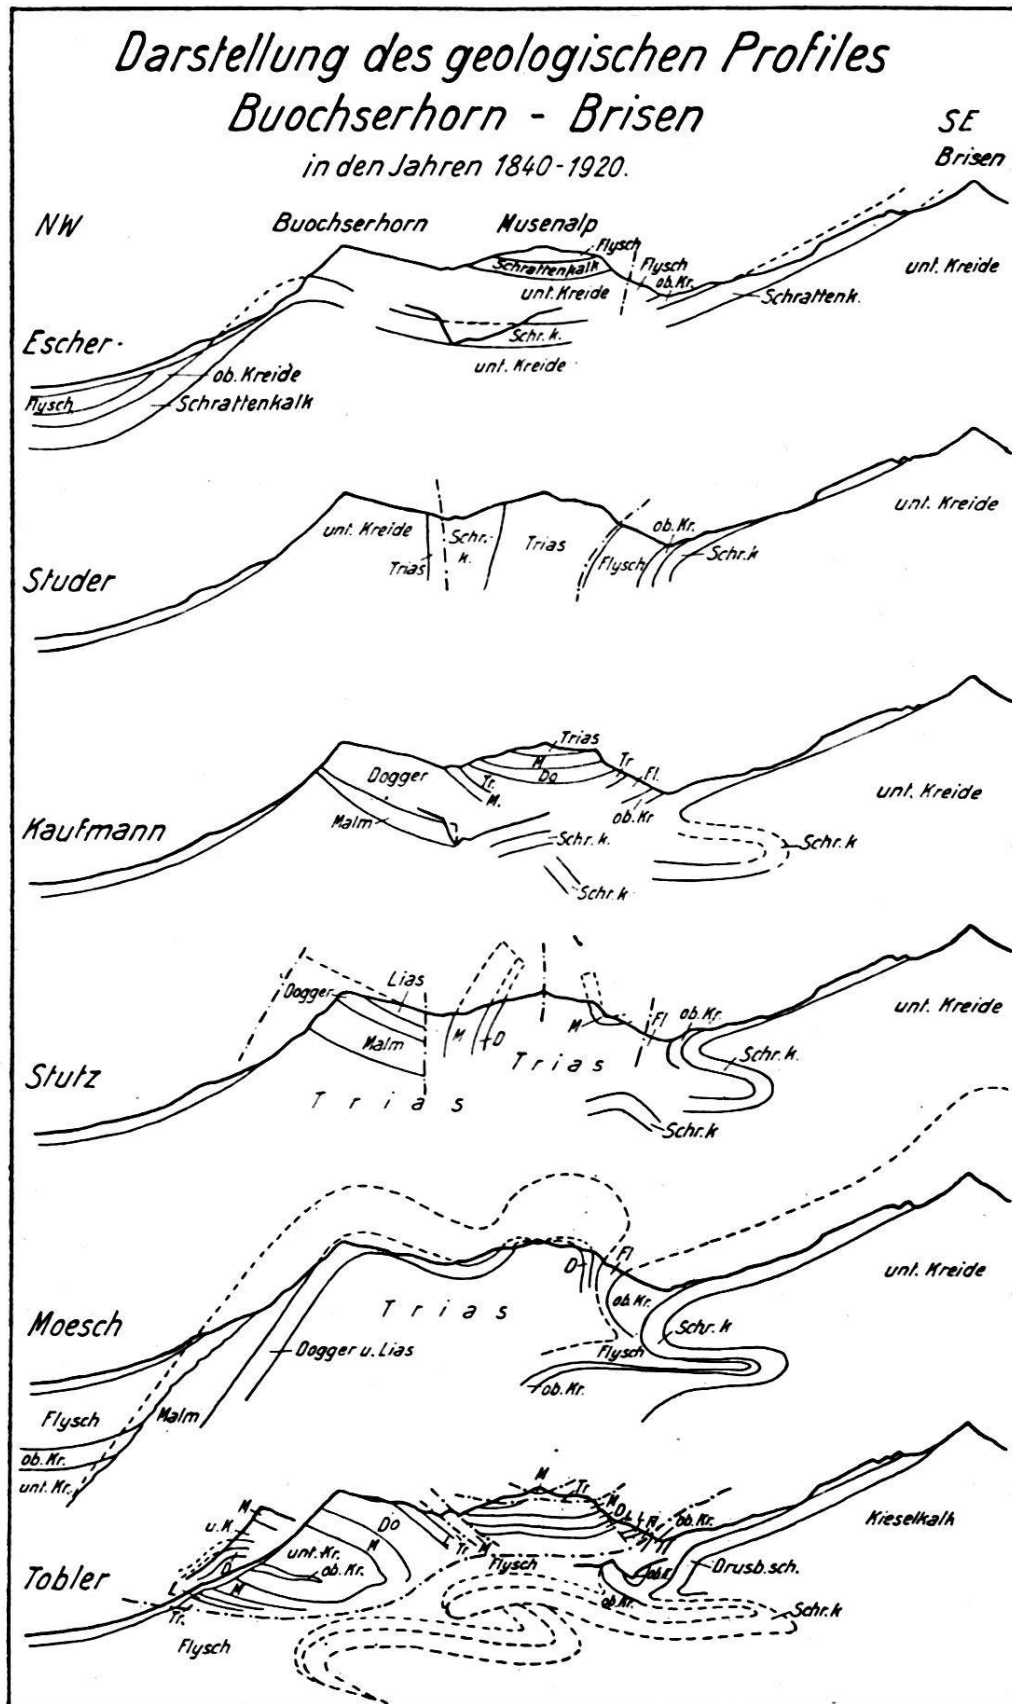 Darstellung des geologischen Profiles
Buochserhorn - Brisen
in den Jahren 1840-1920.
SE
Brisen
NW
Buochserhorn
Musenalp
Flysch
Schrattenkalk
Flysch
ob. Kr.
unt. Kreide
unt. Kreide
Schrattenk.
Escher
Schr. k.
unt. Kreide
ob. Kreide
Flysch
Schrattenkalk
unt. Kreide
unt. Kreide
Schr.
k.
Trias
ob. Kr.
Trias
Flysch
Schr. k
Studer
Trias
M
Do
Tr
Fl.
Dogger
Tr.
M.
unt. Kreide
ob. Kr
Malm
Kaufmann
Schr. k.
Schr. k
Schr. k
Lias
Dogger
unt. Kreide
ob. Kr.
Fl
M
M
D
Malm
Schr. k.
Trias
Stutz
Trias
Schr. k
Fl
D
unt. Kreide
ob. Kr.
Trias
Moesch
Schr. k
Flysch
Dogger u. Lias
ob. Kr.
Flysch
Malm
ob. Kr.
unt. Kr.
M
Tr
M
M
D
L
u. K.
Do
ob. Kr.
Kieselkalk
unt. Kr.
M
Tr
M
Flysch
D
ob. Kr.
Drusb. sch.
Tobler
L
M
ob. Kr.
Schr. k
Tr.
Flysch